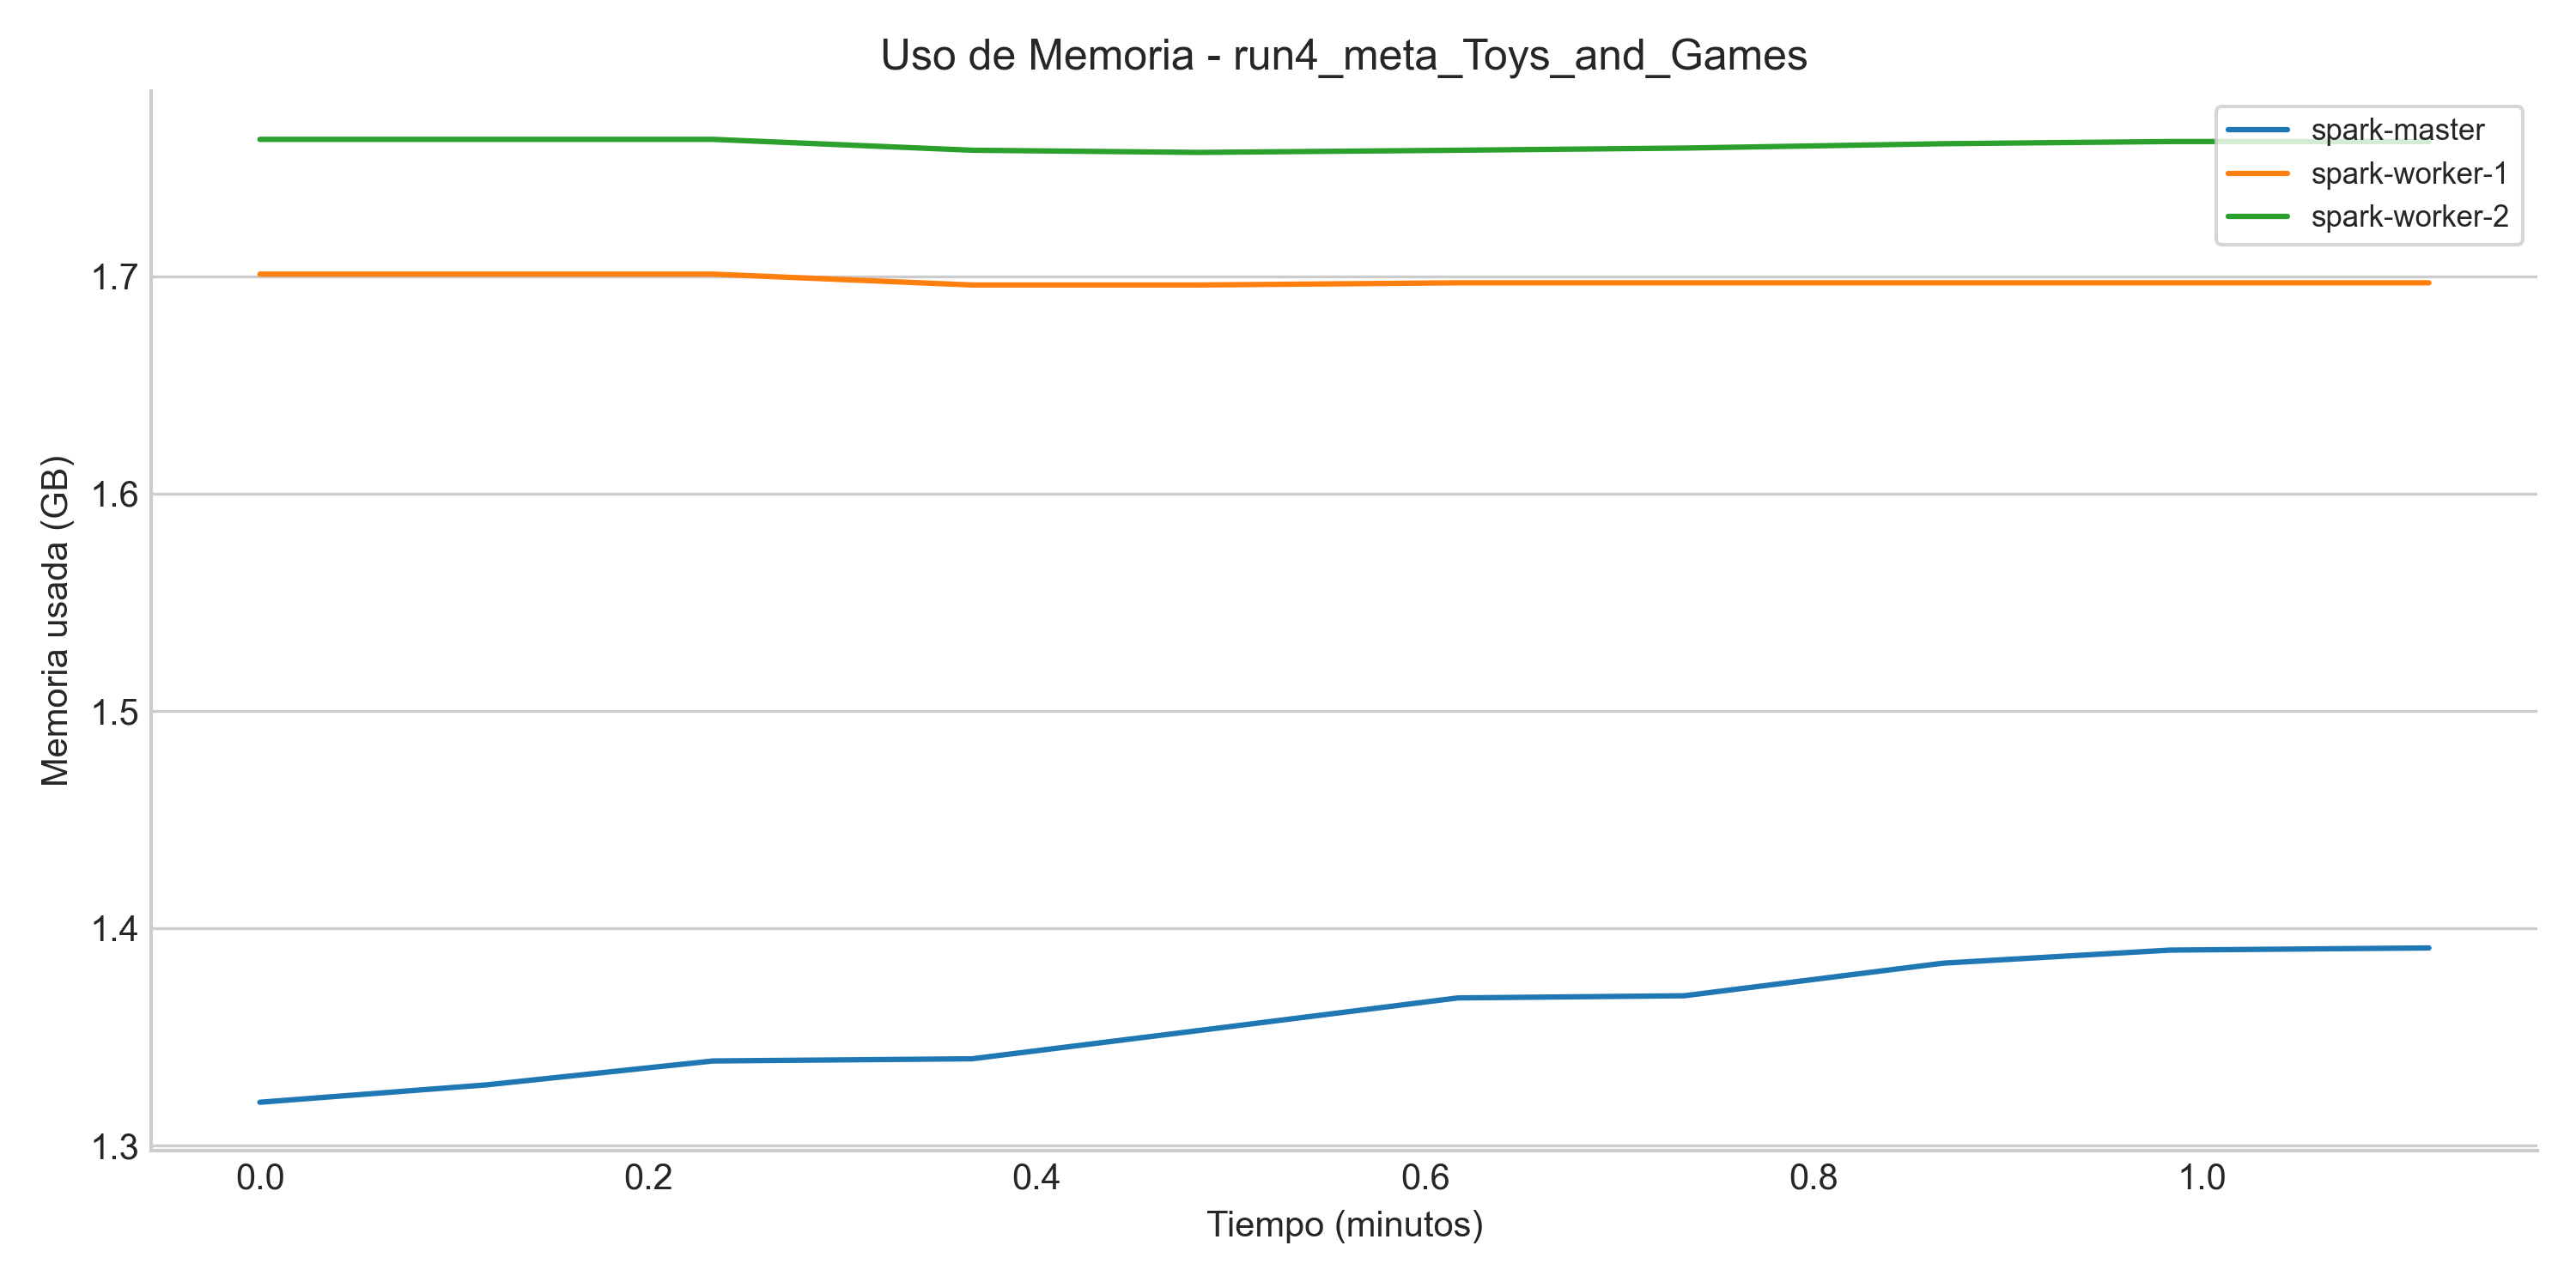 Uso de Memoria - run4_meta_Toys_and_Games
spark-master
spark-worker-1
spark-worker-2
Memoria usada (GB)
1.7
1.6
1.5
1.4
1.3
0.0 0.2 0.4 0.6 0.8 1.0
Tiempo (minutos)